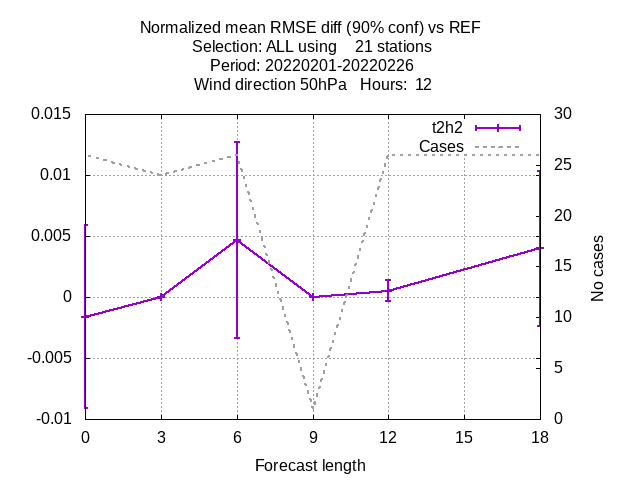 Normalized mean RMSE diff (90% conf) vs REF
Selection: ALL using    21 stations
Period: 20220201-20220226
Wind direction 50hPa   Hours:  12
0.015
0.01
0.005
0
-0.005
-0.01
30
25
20
15
10
5
0
t2h2
Cases
No cases
0 3 6 9 12 15 18
Forecast length